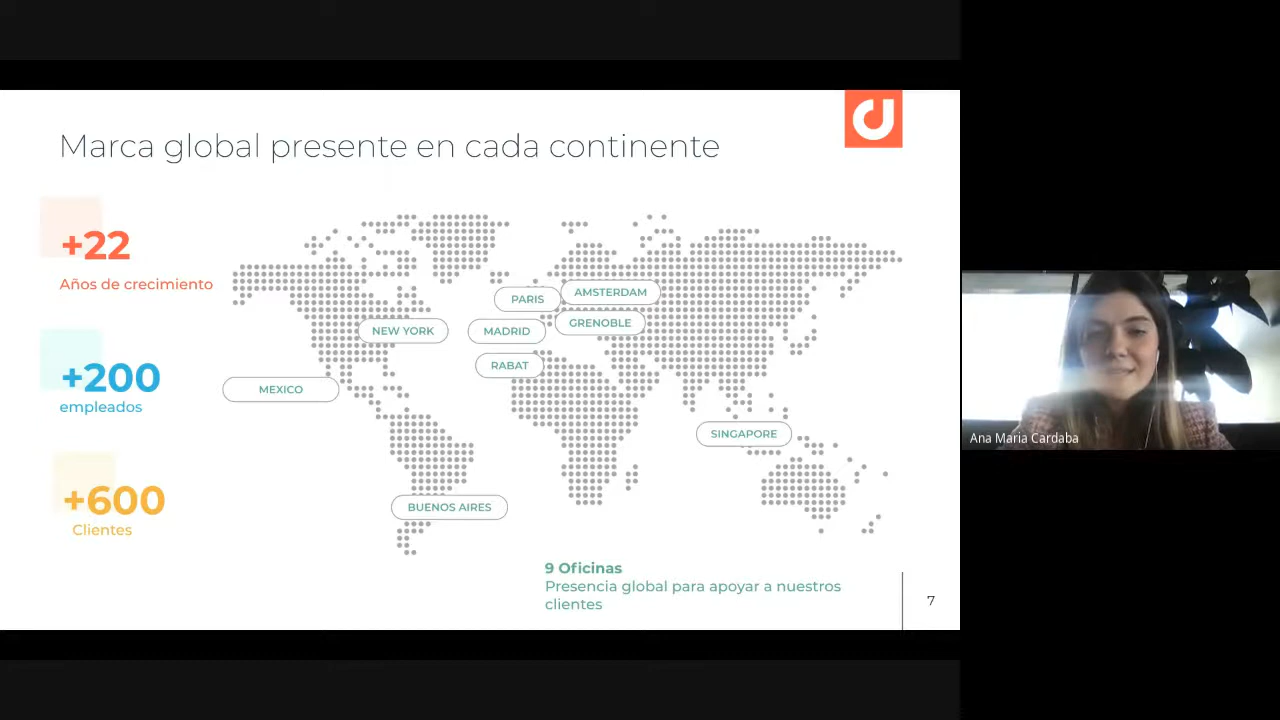 Marca global presente en cada continente
+22
Años de crecimiento
+200
empleados
+600
Clientes
PARIS
AMSTERDAM
NEW YORK
MADRID
GRENOBLE
RABAT
MEXICO
SINGAPORE
BUENOS AIRES
9 Oficinas
Presencia global para apoyar a nuestros
clientes
7
Ana Maria Cardaba